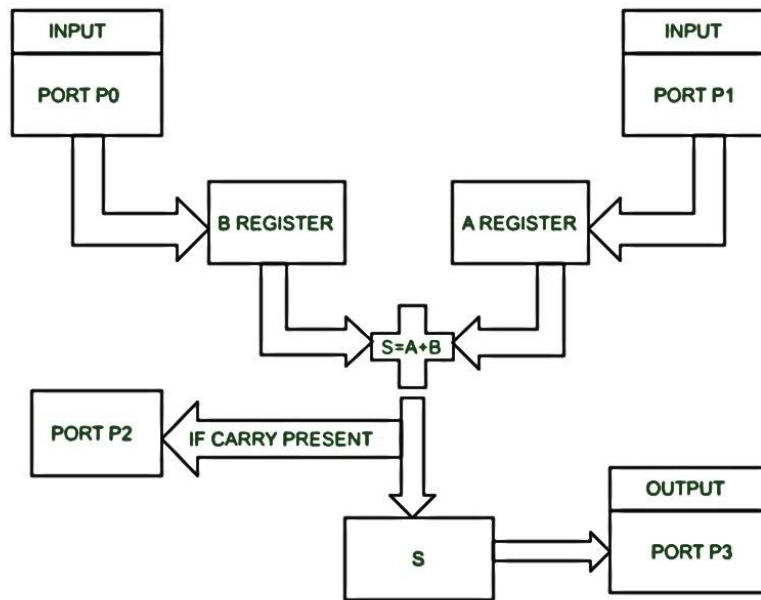 INPUT
PORT P0
INPUT
PORT P1
B REGISTER
A REGISTER
S=A+B
PORT P2
IF CARRY PRESENT
OUTPUT
PORT P3
S